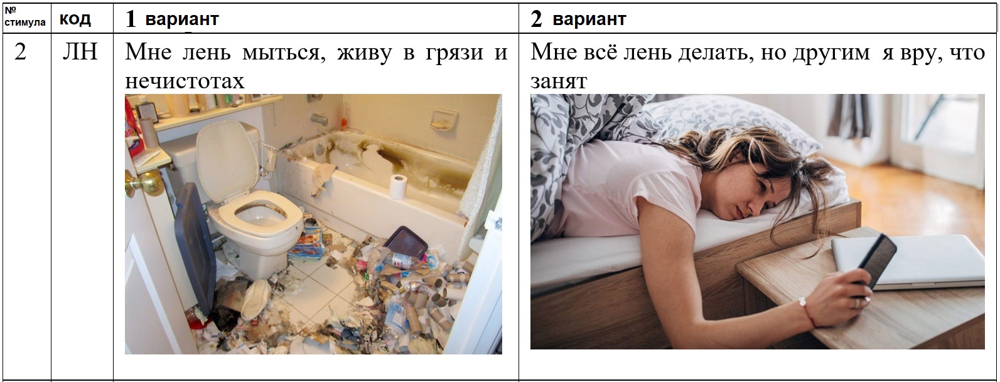 №
стимула
код
1 вариант
2 вариант
2
ЛН
Мне лень мыться, живу в грязи и
нечистотах
Мне всё лень делать, но другим я вру, что
занят